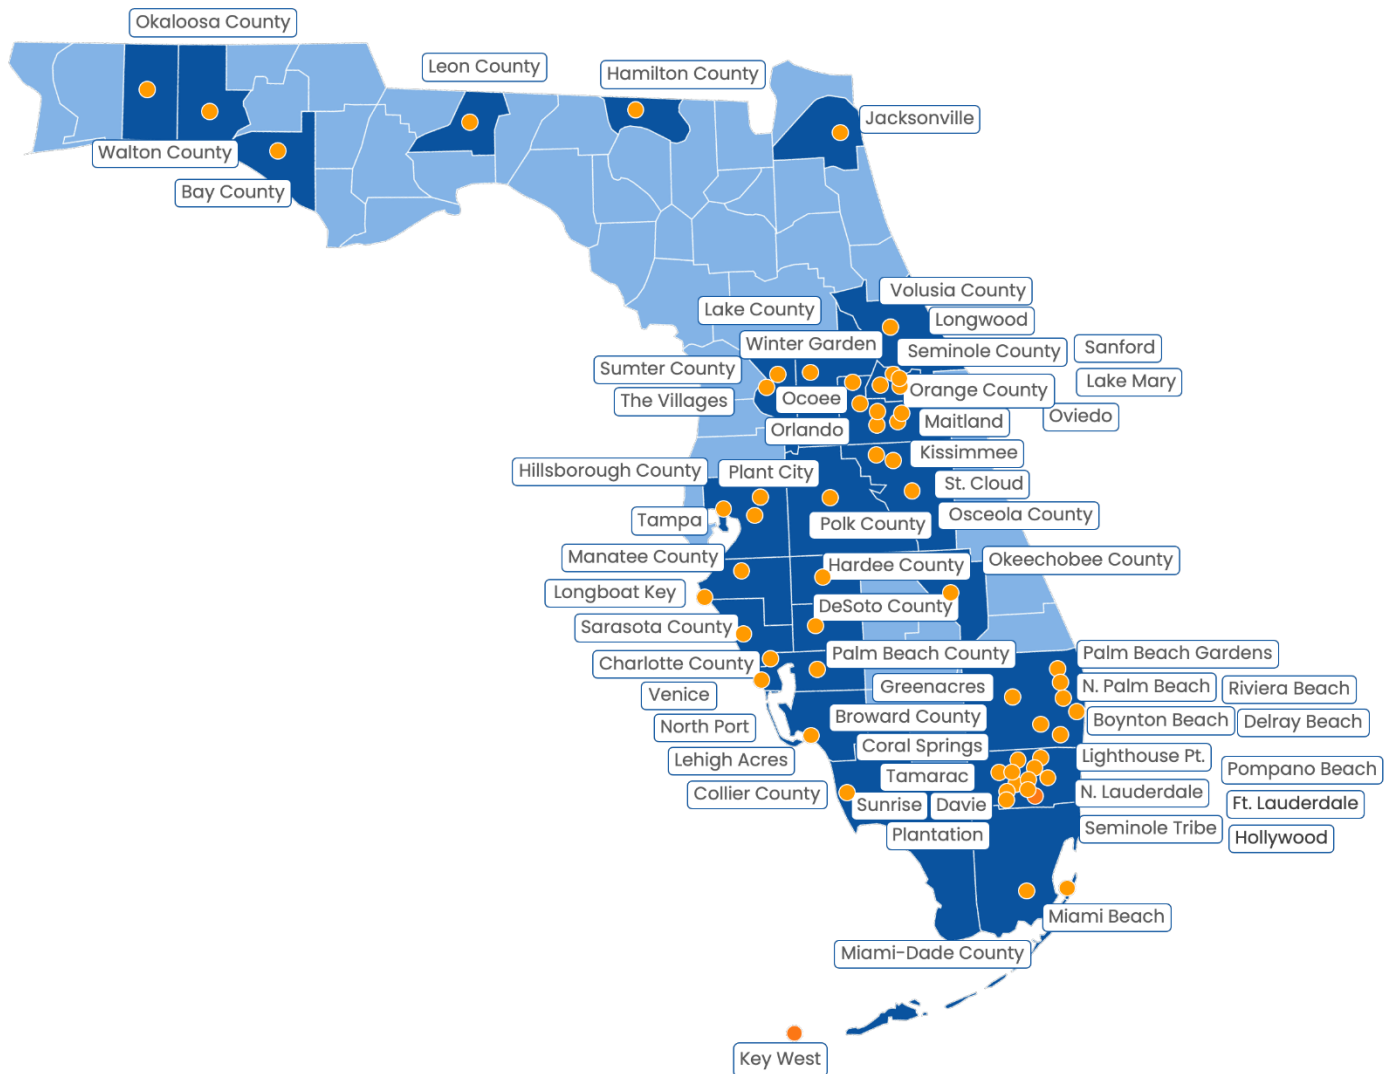 Okaloosa County
Leon County
Hamilton County
Jacksonville
Walton County
Bay County
Volusia County
Lake County
Longwood
Winter Garden
Seminole County
Sanford
Sumter County
Lake Mary
The Villages
Ocoee
Orange County
Oviedo
Orlando
Maitland
Kissimmee
Hillsborough County
Plant City
St. Cloud
Tampa
Polk County
Osceola County
Manatee County
Hardee County
Okeechobee County
Longboat Key
DeSoto County
Sarasota County
Charlotte County
Palm Beach County
Palm Beach Gardens
Venice
Greenacres
N. Palm Beach
Riviera Beach
North Port
Broward County
Boynton Beach
Delray Beach
Lehigh Acres
Coral Springs
Lighthouse Pt.
Pompano Beach
Collier County
Tamarac
N. Lauderdale
Ft. Lauderdale
Sunrise
Davie
Plantation
Seminole Tribe
Hollywood
Miami Beach
Miami-Dade County
Key West